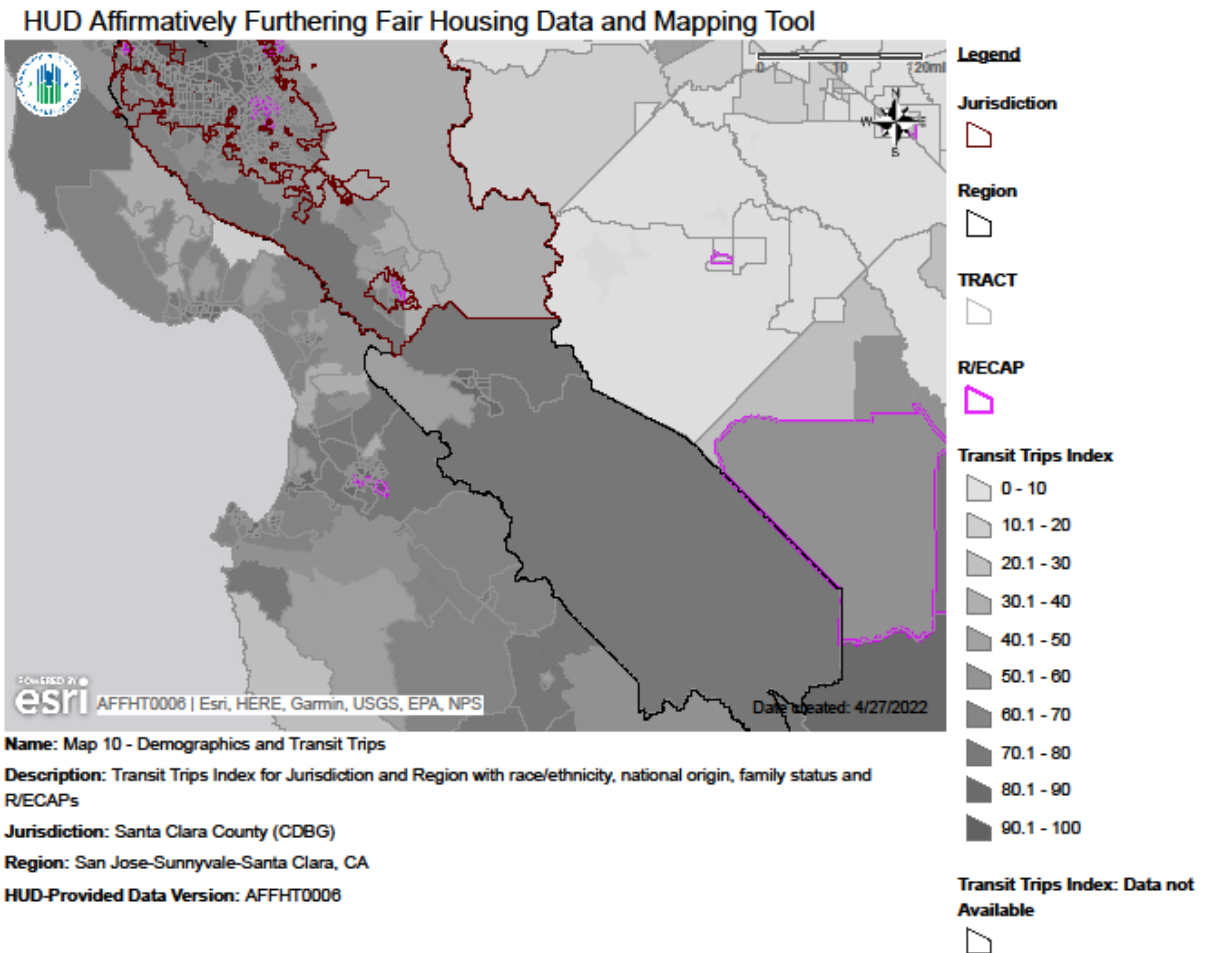 HUD Affirmatively Furthering Fair Housing Data and Mapping Tool
0 10 20mi
N
W E
S
POWERED BY
esri
AFFHT0006 | Esri, HERE, Garmin, USGS, EPA, NPS
Date created: 4/27/2022
Name: Map 10 - Demographics and Transit Trips
Description: Transit Trips Index for Jurisdiction and Region with race/ethnicity, national origin, family status and
R/ECAPs
Jurisdiction: Santa Clara County (CDBG)
Region: San Jose-Sunnyvale-Santa Clara, CA
HUD-Provided Data Version: AFFHT0006
Legend
Jurisdiction
Region
TRACT
R/ECAP
Transit Trips Index
0 - 10
10.1 - 20
20.1 - 30
30.1 - 40
40.1 - 50
50.1 - 60
60.1 - 70
70.1 - 80
80.1 - 90
90.1 - 100
Transit Trips Index: Data not
Available